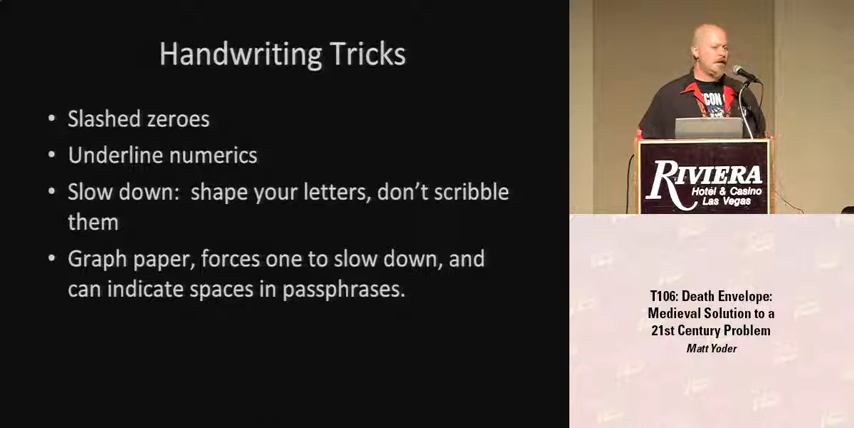 Handwriting Tricks
• Slashed zeroes
• Underline numerics
• Slow down:  shape your letters, don't scribble
them
• Graph paper, forces one to slow down, and
can indicate spaces in passphrases.
CON
RIVIERA
Hotel & Casino
Las Vegas
T106: Death Envelope:
Medieval Solution to a
21st Century Problem
Matt Yoder